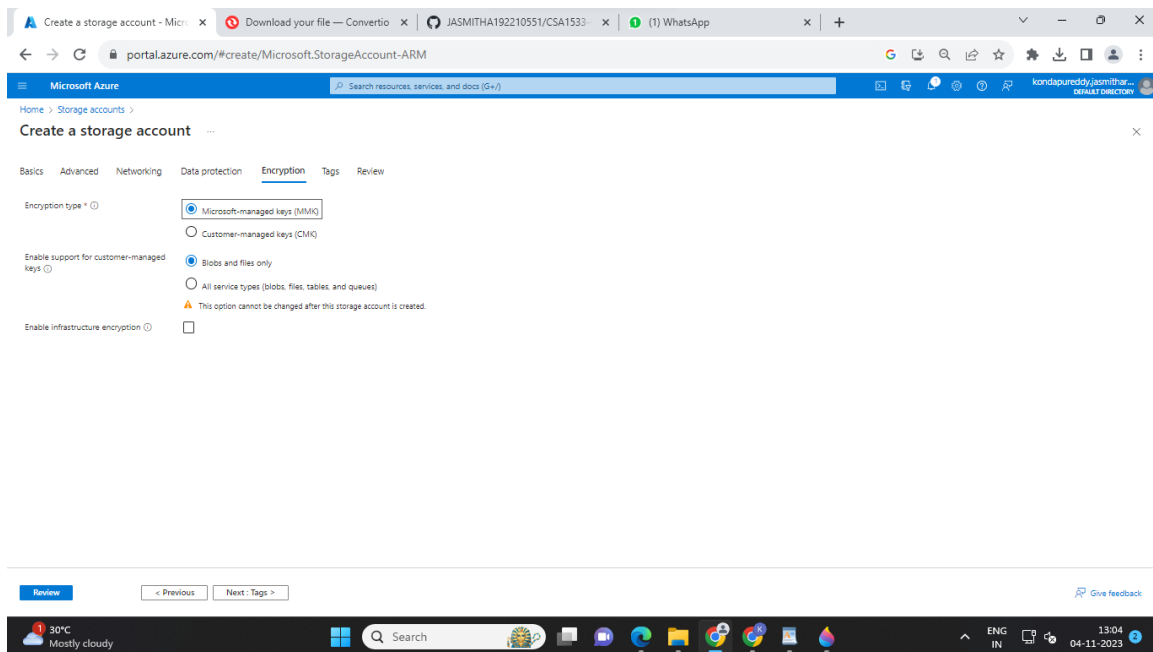 Create a storage account - Micr
Download your file — Convertio
JASMITHA192210551/CSA1533-
(1) WhatsApp
portal.azure.com/#create/Microsoft.StorageAccount-ARM
Microsoft Azure
Search resources, services, and docs (G+/)
1
kondapureddy.jasmithar...
DEFAULT DIRECTORY
Home > Storage accounts >
Create a storage account ...
Basics Advanced Networking Data protection Encryption Tags Review
Encryption type *
Microsoft-managed keys (MMK)
Customer-managed keys (CMK)
Enable support for customer-managed
keys
Blobs and files only
All service types (blobs, files, tables, and queues)
This option cannot be changed after this storage account is created.
Enable infrastructure encryption
Review
< Previous
Next : Tags >
Give feedback
1
30°C
Mostly cloudy
Search
K
ENG
IN
13:04
04-11-2023
2